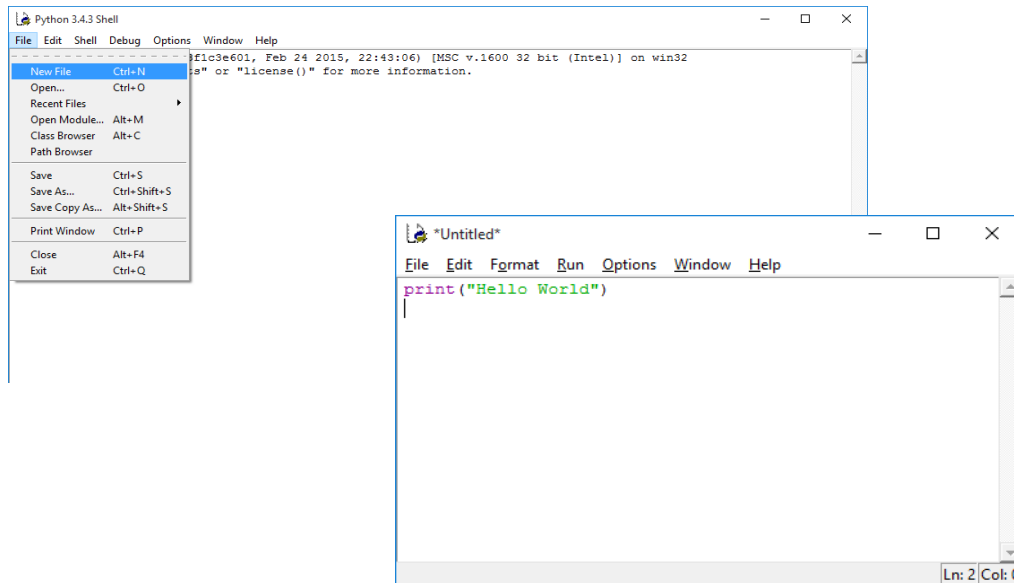 Python 3.4.3 Shell
File Edit Shell Debug Options Window Help
3f1c3e601, Feb 24 2015, 22:43:06) [MSC v.1600 32 bit (Intel)] on win32
New File Ctrl+N
s" or "license()" for more information.
Open... Ctrl+O
Recent Files
Open Module... Alt+M
Class Browser Alt+C
Path Browser
Save Ctrl+S
Save As... Ctrl+Shift+S
Save Copy As... Alt+Shift+S
Print Window Ctrl+P
Close Alt+F4
Exit Ctrl+Q
*Untitled*
File Edit Format Run Options Window Help
print("Hello World")
Ln: 2 Col: